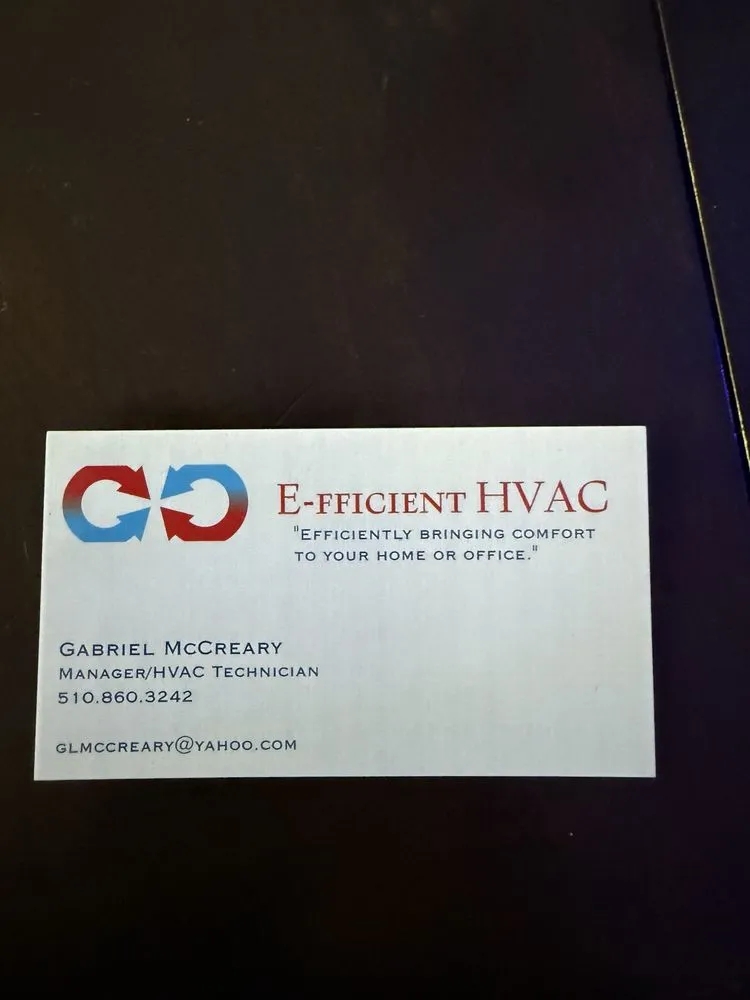 E-fficient HVAC
"Efficiently bringing comfort
to your home or office."
Gabriel McCreary
Manager/HVAC Technician
510.860.3242
glmccreary@yahoo.com